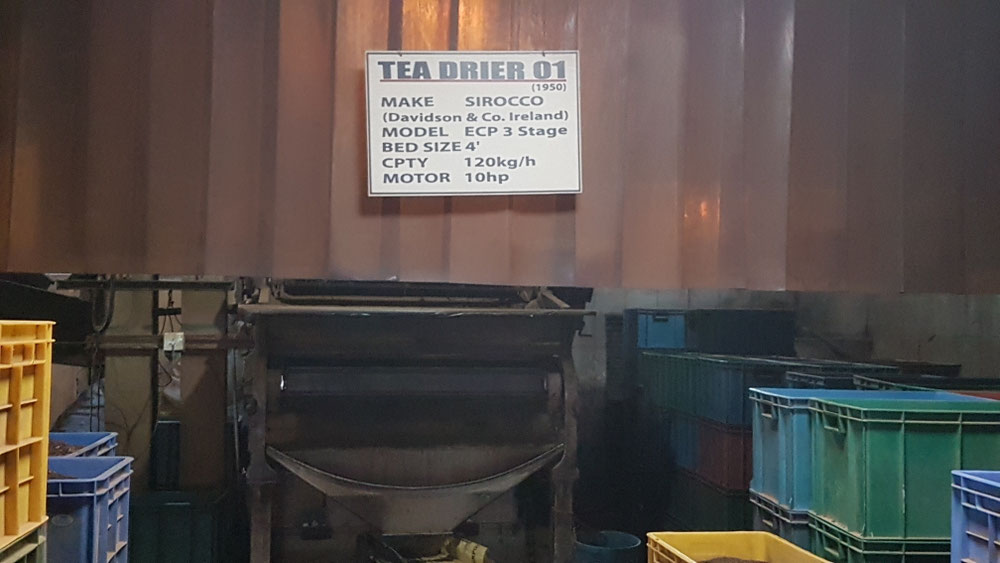 TEA DRIER 01
(1950)
MAKE SIROCCO
(Davidson & Co. Ireland)
MODEL ECP 3 Stage
BED SIZE 4'
CPTY 120kg/h
MOTOR 10hp